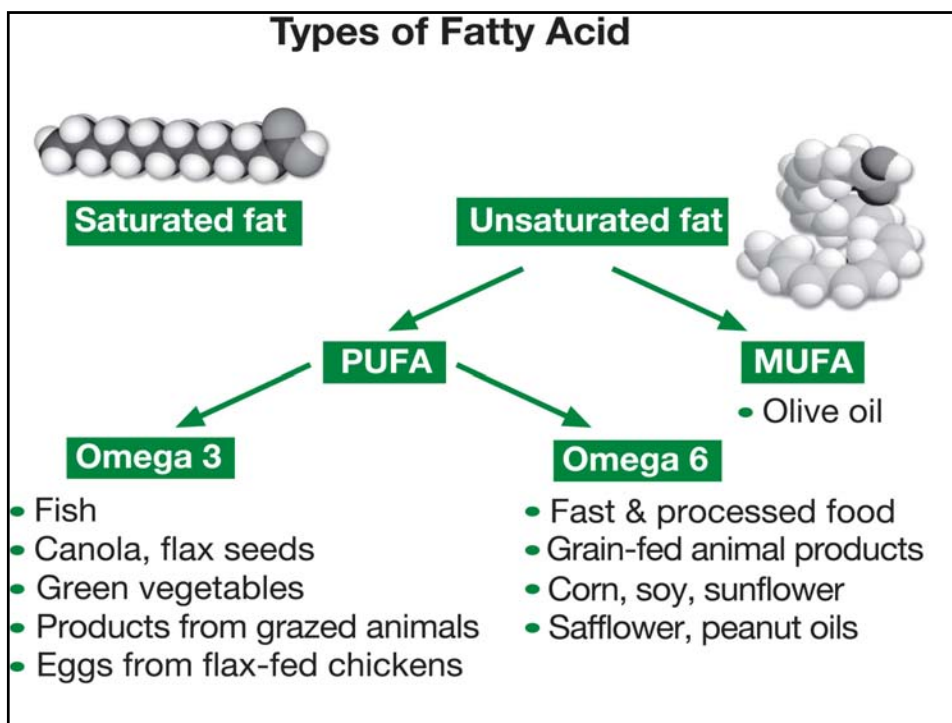 Types of Fatty Acid
Saturated fat
Unsaturated fat
PUFA
MUFA
• Olive oil
Omega 3
• Fish
• Canola, flax seeds
• Green vegetables
• Products from grazed animals
• Eggs from flax-fed chickens
Omega 6
• Fast & processed food
• Grain-fed animal products
• Corn, soy, sunflower
• Safflower, peanut oils